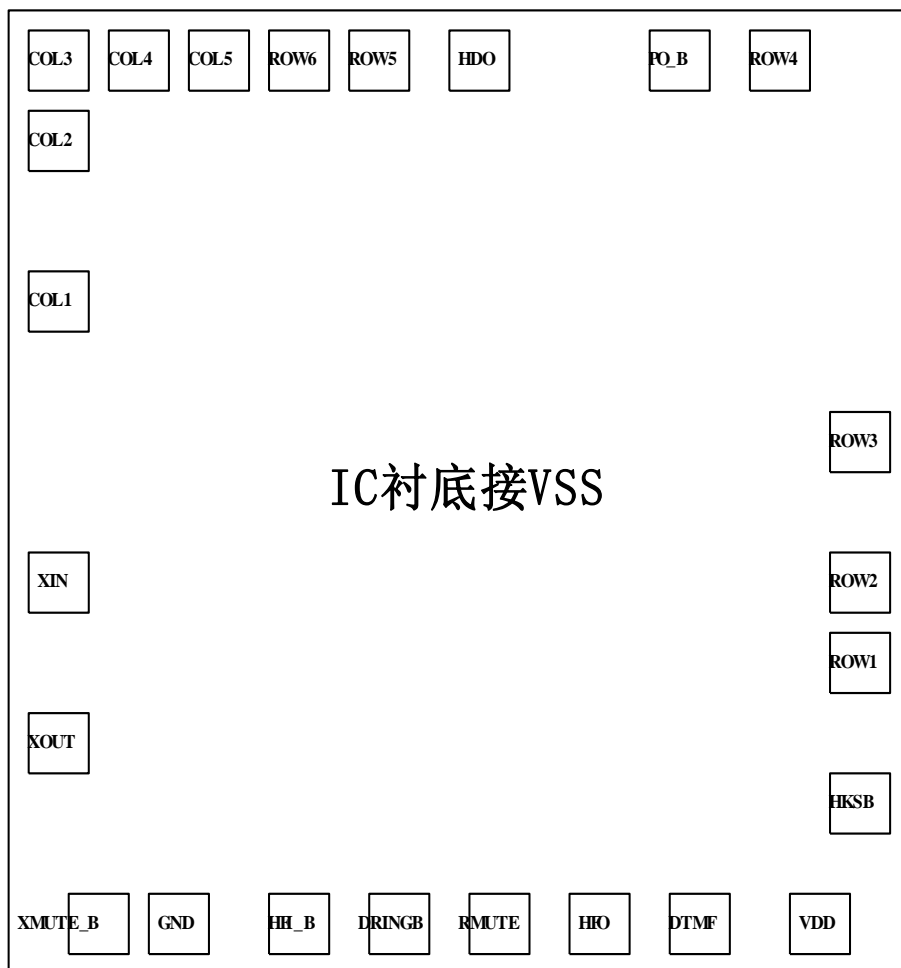 COL3 COL4 COL5 ROW6 ROW5 HDO PO_B ROW4
COL2
COL1
ROW3
IC衬底接VSS
XIN ROW2
ROW1
XOUT
HKSB
XMUTE_B GND HFI_B DRINGB RMUTE HFO DTMF VDD